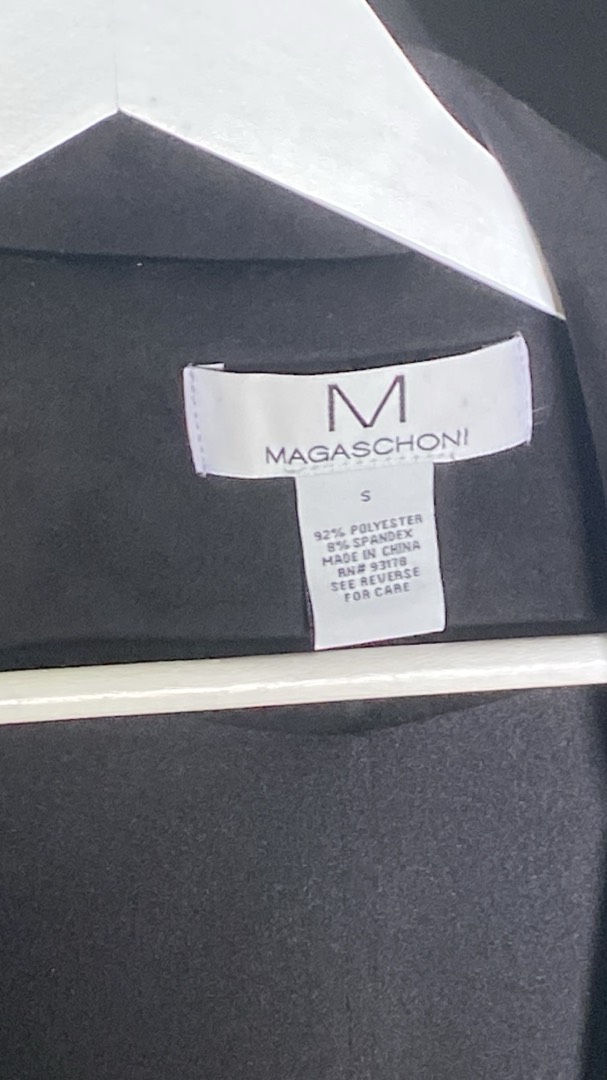 M
MAGASCHONI
S
92% POLYESTER
8% SPANDEX
MADE IN CHINA
RN# 93178
SEE REVERSE
FOR CARE